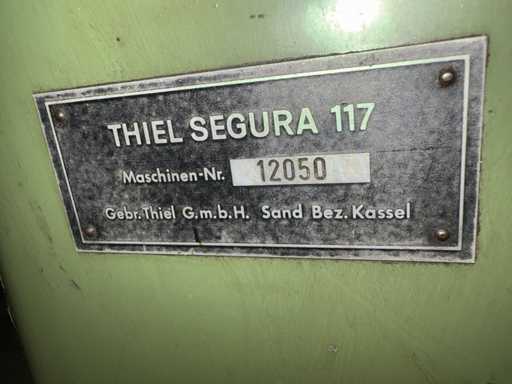 THIEL SEGURA 117
Maschinen-Nr. 12050
Gebr. Thiel G.m.b.H. Sand Bez. Kassel